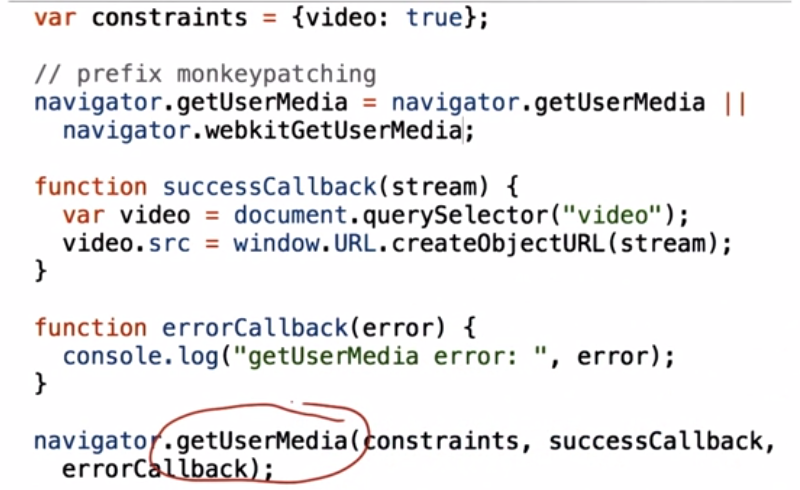 var constraints = {video: true};
// prefix monkeypatching
navigator.getUserMedia = navigator.getUserMedia ||
navigator.webkitGetUserMedia;
function successCallback(stream) {
var video = document.querySelector("video");
video.src = window.URL.createObjectURL(stream);
}
function errorCallback(error) {
console.log("getUserMedia error: ", error);
}
navigator.getUserMedia(constraints, successCallback,
errorCallback);